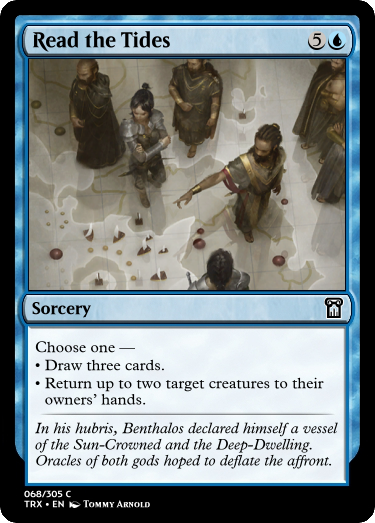 Read the Tides 5
Sorcery
Choose one —
• Draw three cards.
• Return up to two target creatures to their
owners' hands.
In his hubris, Benthalos declared himself a vessel
of the Sun-Crowned and the Deep-Dwelling.
Oracles of both gods hoped to deflate the affront.
068/305 C
TRX • EN Tommy Arnold